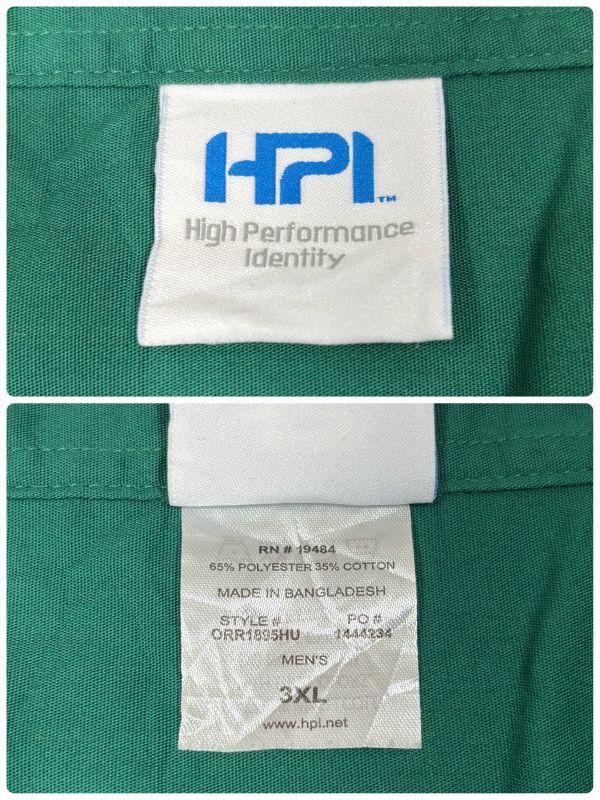 HPI™
High Performance
Identity
RN # 19484
65% POLYESTER 35% COTTON
MADE IN BANGLADESH
STYLE # PO #
ORR1895HU 1444234
MEN'S
3XL
www.hpi.net